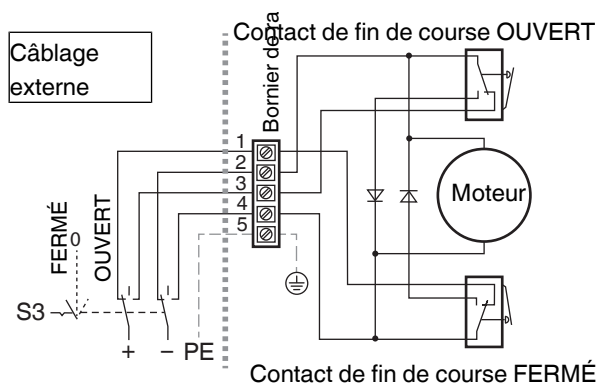 Câblage
externe
Contact de fin de course OUVERT
Bornier de ra
1
2
3
4
5
Moteur
FERMÉ
0
OUVERT
S3
+
– PE
Contact de fin de course FERMÉ